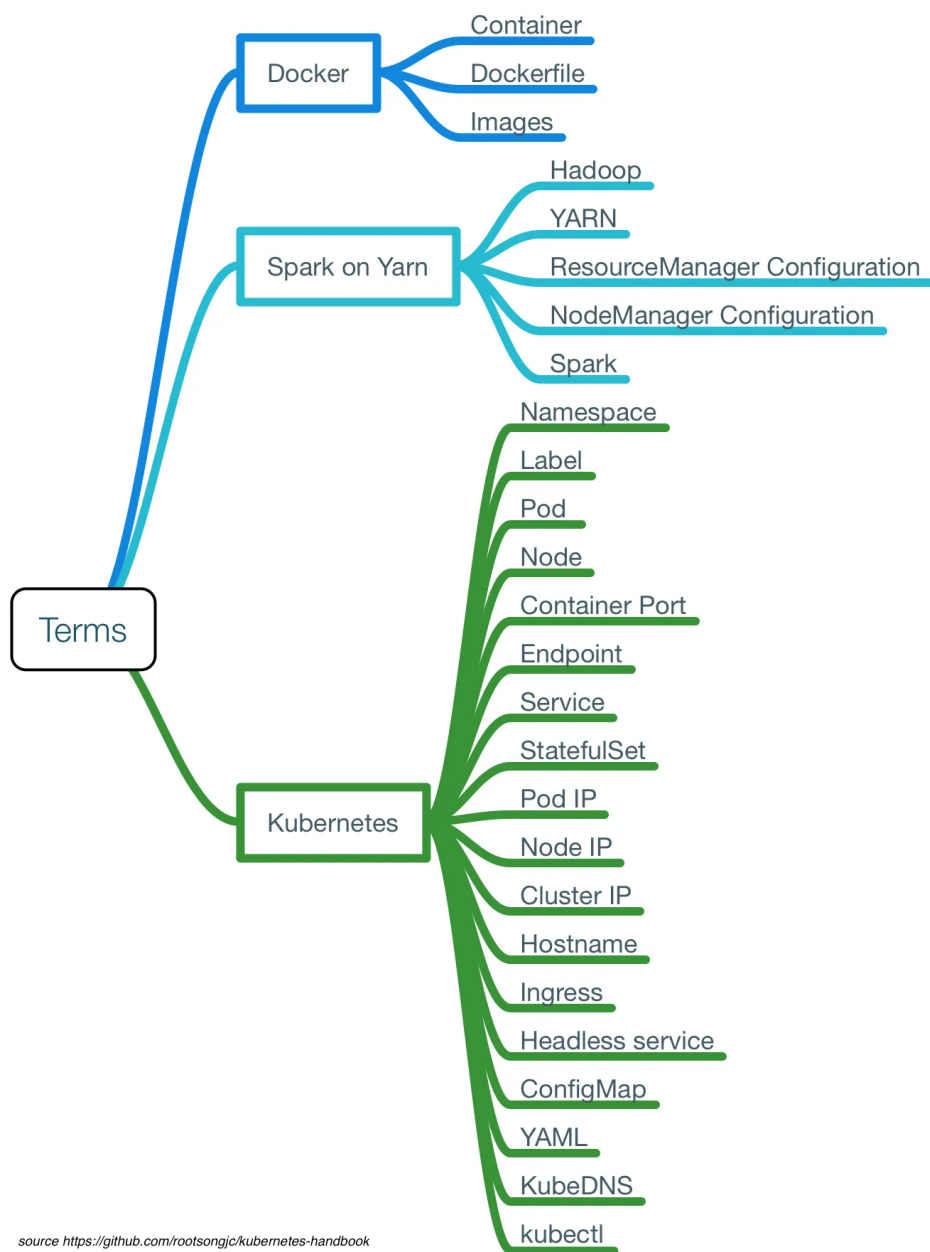 Container
Docker
Dockerfile
Images
Hadoop
YARN
Spark on Yarn
ResourceManager Configuration
NodeManager Configuration
Spark
Namespace
Label
Pod
Node
Container Port
Terms
Endpoint
Service
StatefulSet
Pod IP
Kubernetes
Node IP
Cluster IP
Hostname
Ingress
Headless service
ConfigMap
YAML
KubeDNS
kubectl
source https://github.com/rootsongjc/kubernetes-handbook